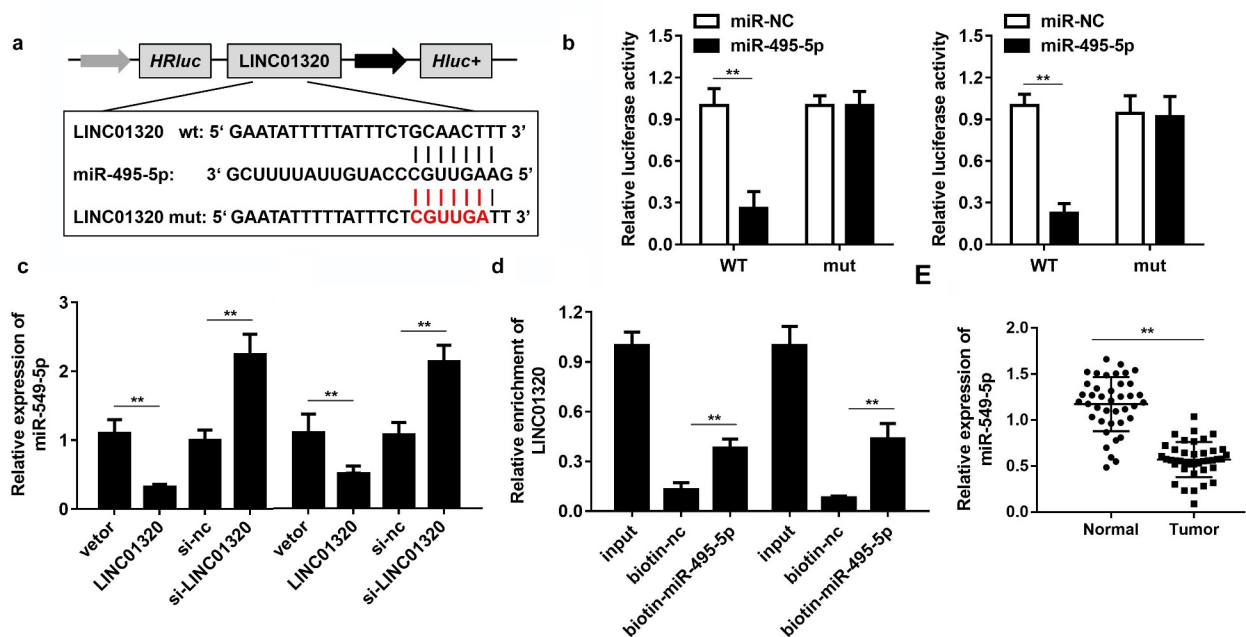 a
HRluc LINC01320 Hluc+
LINC01320 wt: 5‘ GAATATTTTTATTTCTGCAACTTT 3’
miR-495-5p: 3‘ GCUUUUAUUGUACCCGUUGAAG 5’
LINC01320 mut: 5‘ GAATATTTTTATTTCTCGUUGATT 3’
b
miR-NC
miR-495-5p
Relative luciferase activity
1.5
1.2
0.9
0.6
0.3
0.0
**
WT mut
miR-NC
miR-495-5p
Relative luciferase activity
1.5
1.2
0.9
0.6
0.3
0.0
**
WT mut
c
Relative expression of
miR-549-5p
3
2
1
0
** ** ** **
vetor
LINC01320
si-nc
si-LINC01320
vetor
LINC01320
si-nc
si-LINC01320
d
Relative enrichment of
LINC01320
1.2
0.9
0.6
0.3
0.0
** **
input
biotin-nc
biotin-miR-495-5p
input
biotin-nc
biotin-miR-495-5p
E
Relative expression of
miR-549-5p
2.0
1.5
1.0
0.5
0.0
**
Normal Tumor